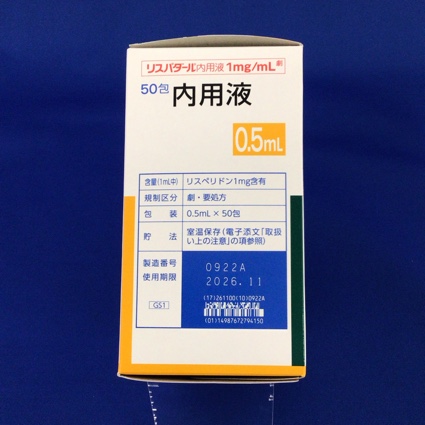 リスパダール内用液1mg/mL 劇
50包 内用液
0.5mL
含量(1mL中) リスペリドン1mg含有
規制区分 劇・要処方
包装 0.5mL×50包
貯法 室温保存(電子添文「取扱い上の注意」の項参照)
製造番号 0922A
使用期限 2026.11
(17)261100(10)0922A
GS1
(01)14987672794150